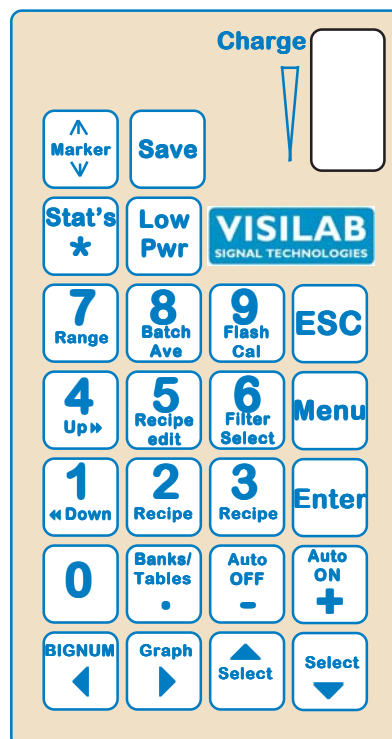 Charge
Marker
Save
Stat's
*
Low
Pwr
VISILAB
SIGNAL TECHNOLOGIES
7
Range
8
Batch
Ave
9
Flash
Cal
ESC
4
Up
5
Recipe
edit
6
Filter
Select
Menu
1
Down
2
Recipe
3
Recipe
Enter
0
Banks/
Tables
.
Auto
OFF
-
Auto
ON
+
BIGNUM
Graph
Select
Select